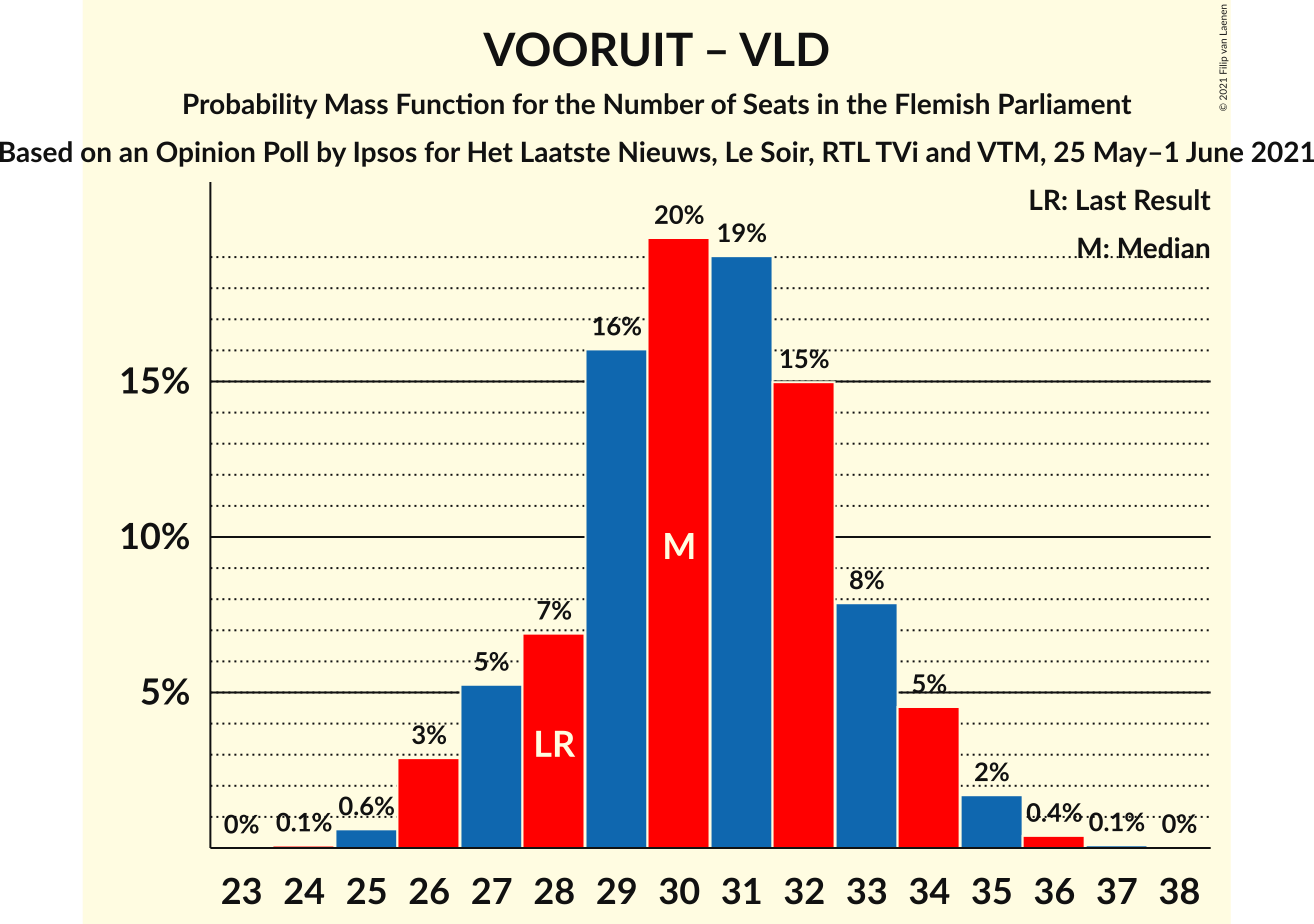 VOORUIT – VLD
Probability Mass Function for the Number of Seats in the Flemish Parliament
Based on an Opinion Poll by Ipsos for Het Laatste Nieuws, Le Soir, RTL TVi and VTM, 25 May–1 June 2021
© 2021 Filip van Laenen
LR: Last Result
M: Median
20%
19%
16%
15%
15%
10%
M
8%
7%
5%
5%
5%
3%
LR
2%
0% 0.1% 0.6% 0.4% 0.1% 0%
23 24 25 26 27 28 29 30 31 32 33 34 35 36 37 38